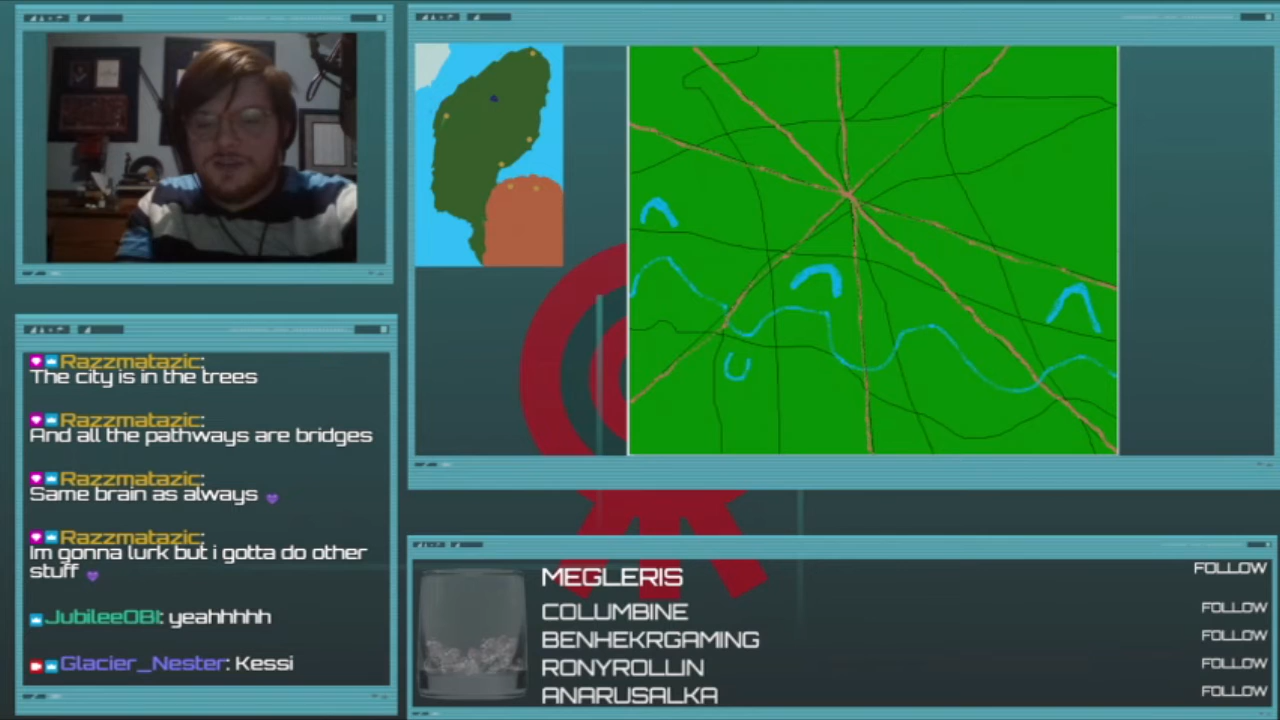 Razzmatazic:
The city is in the trees
Razzmatazic:
And all the pathways are bridges
Razzmatazic:
Same brain as always
Razzmatazic:
Im gonna lurk but i gotta do other
stuff
JubileeOBt: yeahhhhh
Glacier_Nester: Kessi
MEGLERIS FOLLOW
COLUMBINE FOLLOW
BENHEKRGAMING FOLLOW
RONYROLLIN FOLLOW
ANARUSALKA FOLLOW